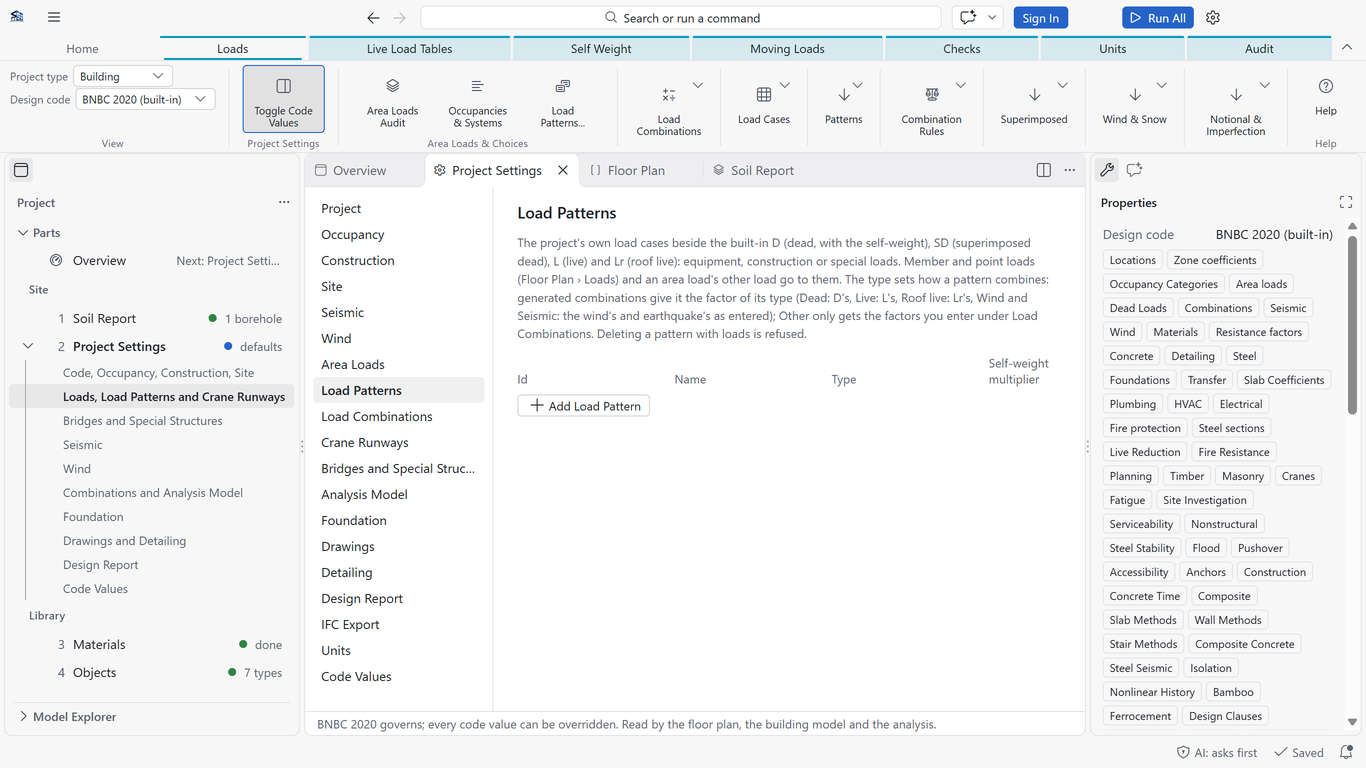 Search or run a command
Sign In
Run All
Home
Loads
Live Load Tables
Self Weight
Moving Loads
Checks
Units
Audit
Project type
Building
Design code
BNBC 2020 (built-in)
View
Toggle Code
Values
Project Settings
Area Loads
Audit
Occupancies
& Systems
Load
Patterns...
Area Loads & Choices
Load
Combinations
Load Cases
Patterns
Combination
Rules
Superimposed
Wind & Snow
Notional &
Imperfection
Help
Help
Project
Parts
Overview
Next: Project Setti...
Site
1 Soil Report
1 borehole
2 Project Settings
defaults
Code, Occupancy, Construction, Site
Loads, Load Patterns and Crane Runways
Bridges and Special Structures
Seismic
Wind
Combinations and Analysis Model
Foundation
Drawings and Detailing
Design Report
Code Values
Library
3 Materials
done
4 Objects
7 types
Model Explorer
Overview
Project Settings
Floor Plan
Soil Report
Project
Occupancy
Construction
Site
Seismic
Wind
Area Loads
Load Patterns
Load Combinations
Crane Runways
Bridges and Special Struc...
Analysis Model
Foundation
Drawings
Detailing
Design Report
IFC Export
Units
Code Values
Load Patterns
The project's own load cases beside the built-in D (dead, with the self-weight), SD (superimposed
dead), L (live) and Lr (roof live): equipment, construction or special loads. Member and point loads
(Floor Plan › Loads) and an area load's other load go to them. The type sets how a pattern combines:
generated combinations give it the factor of its type (Dead: D's, Live: L's, Roof live: Lr's, Wind and
Seismic: the wind's and earthquake's as entered); Other only gets the factors you enter under Load
Combinations. Deleting a pattern with loads is refused.
Id
Name
Type
Self-weight
multiplier
Add Load Pattern
BNBC 2020 governs; every code value can be overridden. Read by the floor plan, the building model and the analysis.
Properties
Design code
BNBC 2020 (built-in)
Locations
Zone coefficients
Occupancy Categories
Area loads
Dead Loads
Combinations
Seismic
Wind
Materials
Resistance factors
Concrete
Detailing
Steel
Foundations
Transfer
Slab Coefficients
Plumbing
HVAC
Electrical
Fire protection
Steel sections
Live Reduction
Fire Resistance
Planning
Timber
Masonry
Cranes
Fatigue
Site Investigation
Serviceability
Nonstructural
Steel Stability
Flood
Pushover
Accessibility
Anchors
Construction
Concrete Time
Composite
Slab Methods
Wall Methods
Stair Methods
Composite Concrete
Steel Seismic
Isolation
Nonlinear History
Bamboo
Ferrocement
Design Clauses
AI: asks first
Saved